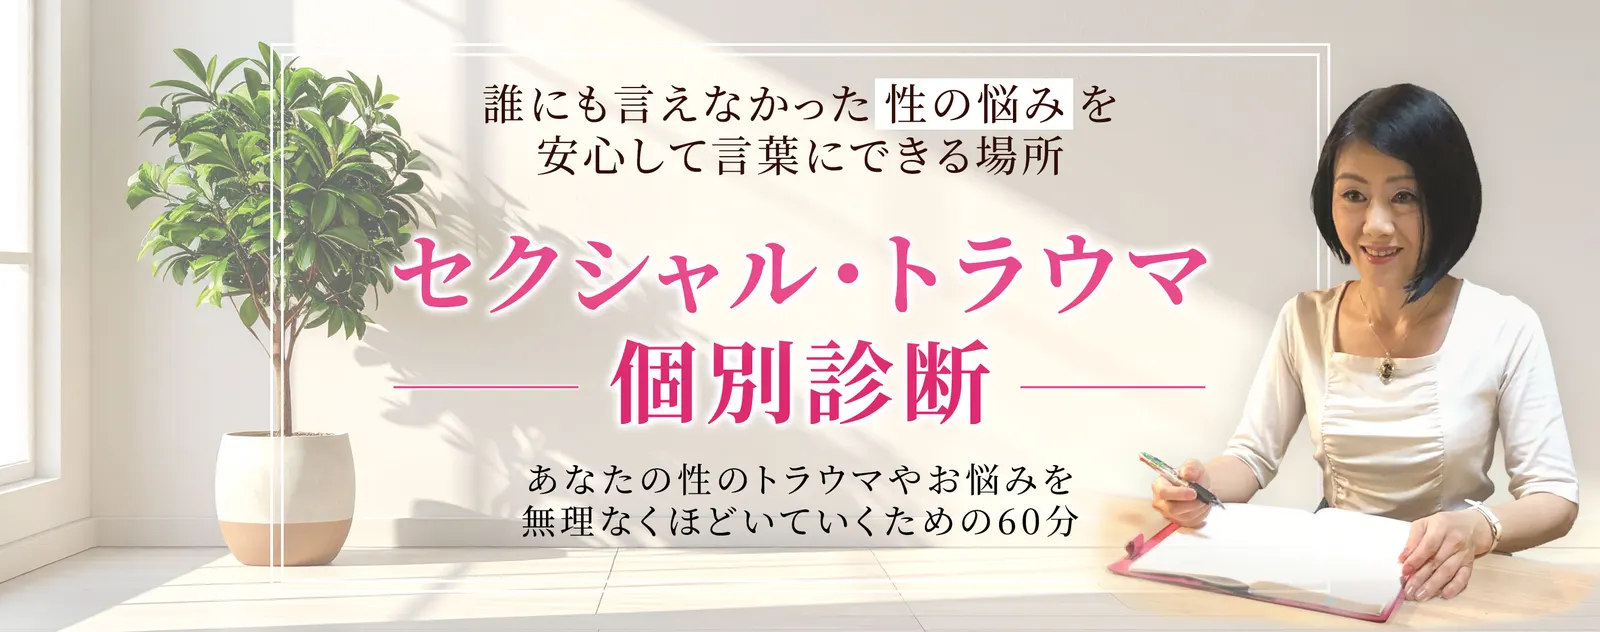 誰にも言えなかった性の悩みを
安心して言葉にできる場所
セクシャル・トラウマ
個別診断
あなたの性のトラウマやお悩みを
無理なくほどいていくための60分